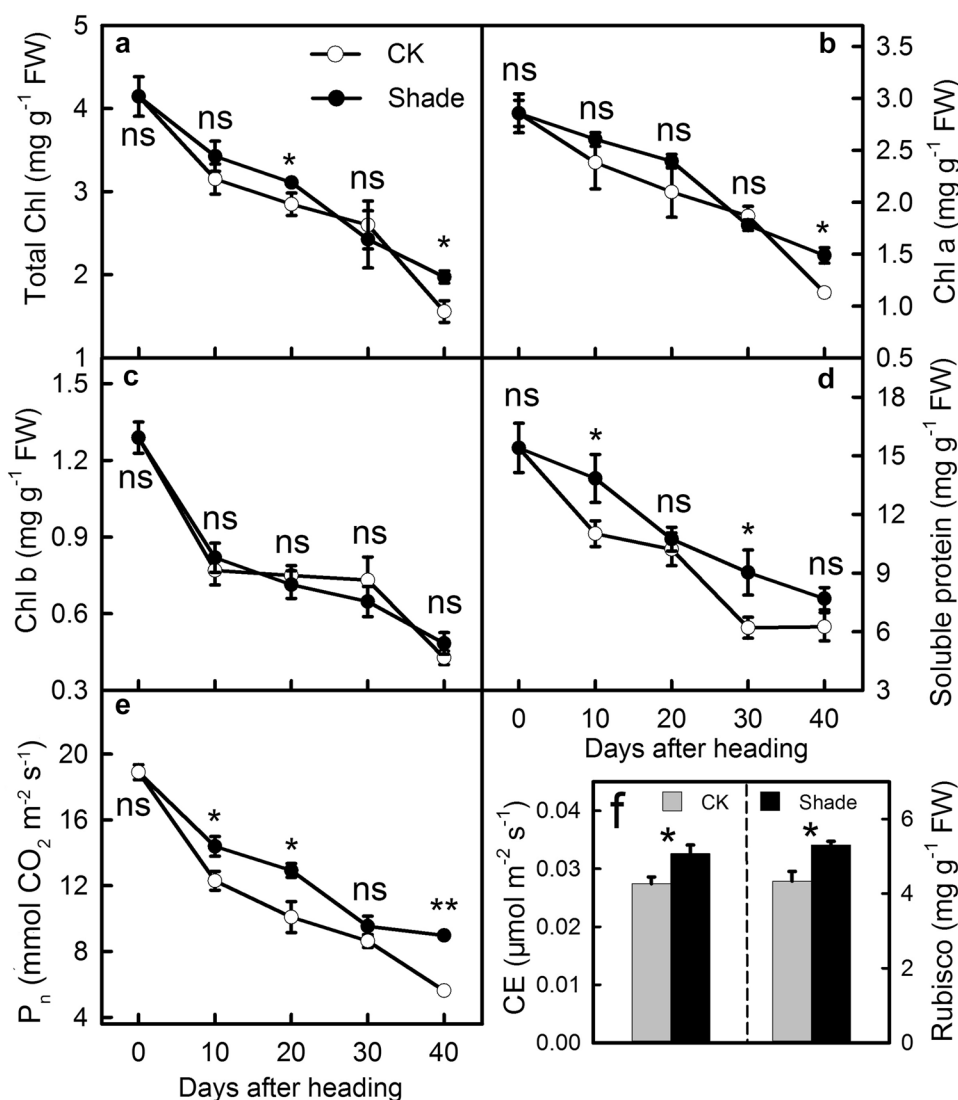 a
CK
Shade
5
4
3
2
1
Total Chl (mg g⁻¹ FW)
ns
ns
*
ns
*
b
3.5
3.0
2.5
2.0
1.5
1.0
0.5
Chl a (mg g⁻¹ FW)
ns
ns
ns
ns
*
c
1.5
1.2
0.9
0.6
0.3
Chl b (mg g⁻¹ FW)
ns
ns
ns
ns
ns
d
18
15
12
9
6
3
Soluble protein (mg g⁻¹ FW)
ns
*
ns
*
ns
0 10 20 30 40
Days after heading
e
20
16
12
8
4
Pₙ (mmol CO₂ m⁻² s⁻¹)
ns
*
*
ns
**
0 10 20 30 40
Days after heading
f
CK
Shade
0.04
0.03
0.02
0.01
0.00
CE (μmol m⁻² s⁻¹)
*
*
6
4
2
0
Rubisco (mg g⁻¹ FW)